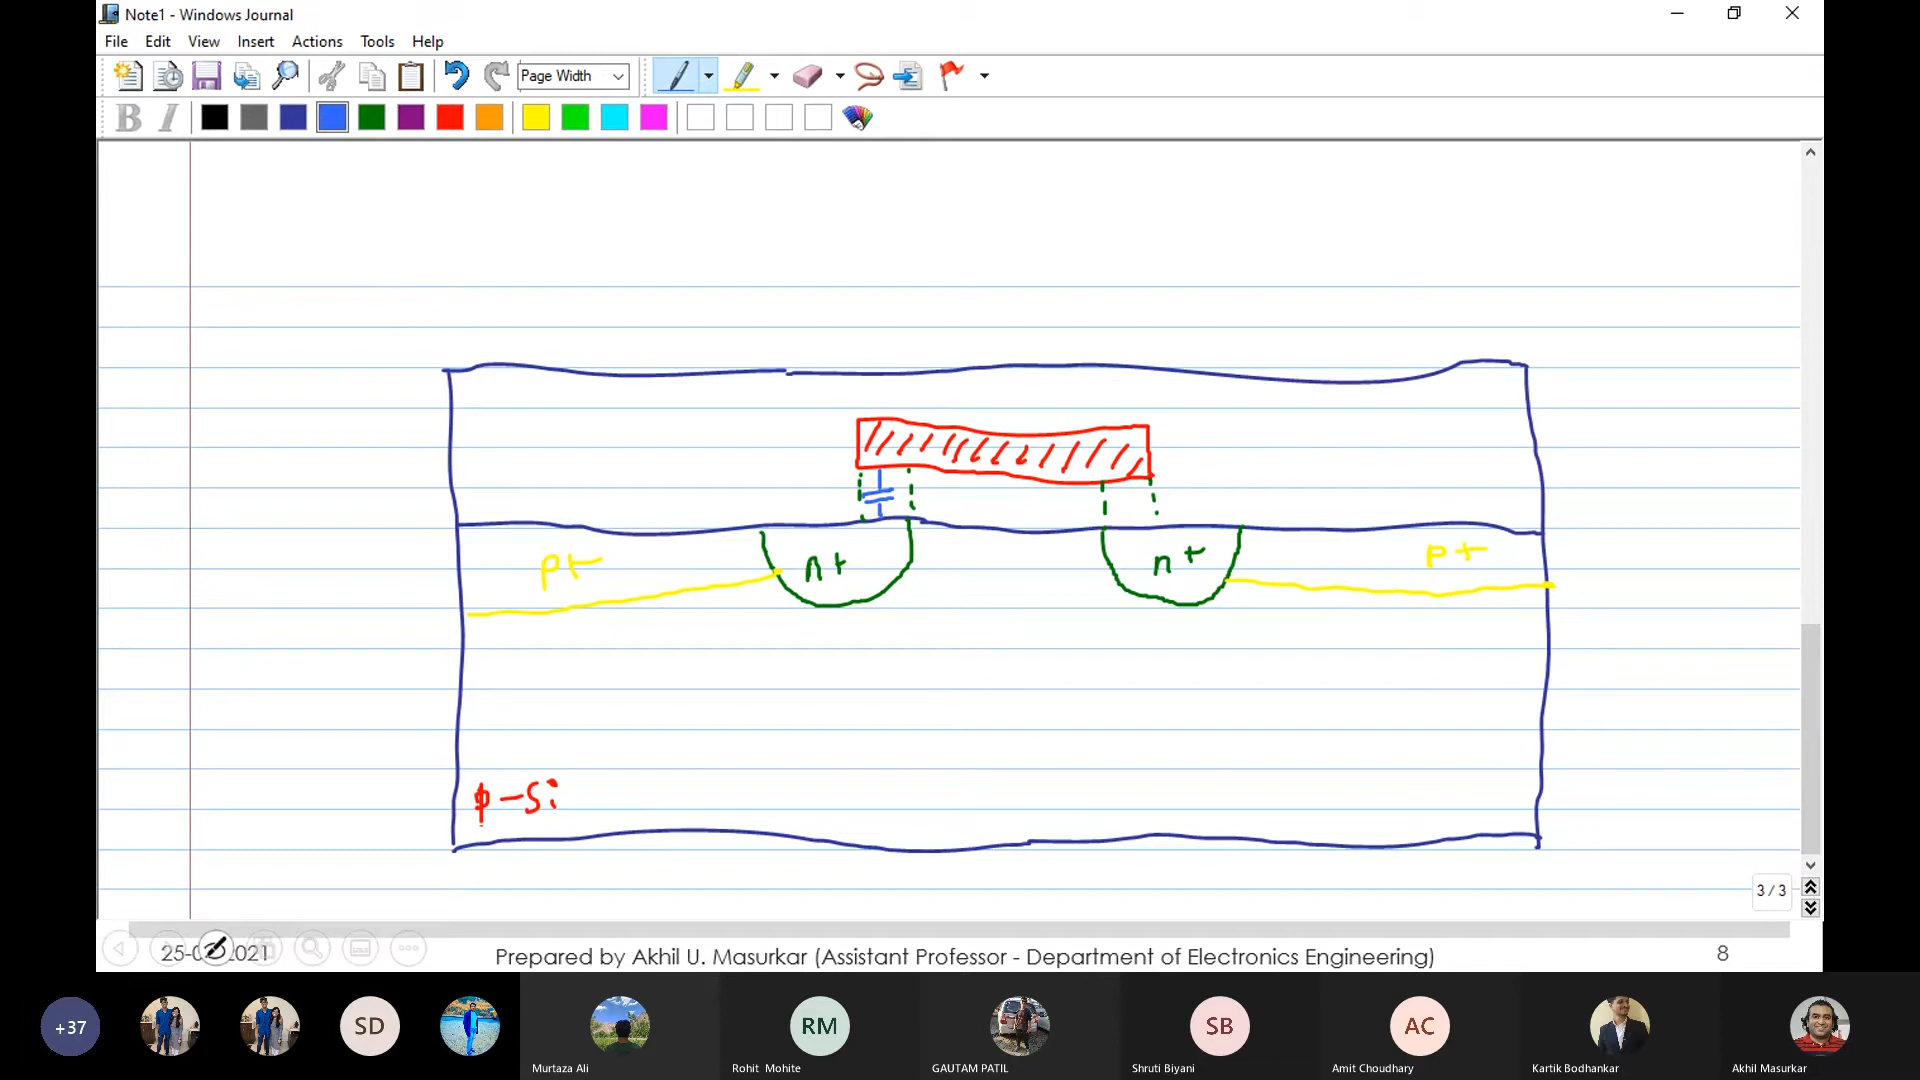 Note1 - Windows Journal
File Edit View Insert Actions Tools Help
Page Width
B I
p+ n+ n+ p+
p-Si
3 / 3
Prepared by Akhil U. Masurkar (Assistant Professor - Department of Electronics Engineering)
8
+37 SD RM SB AC
Murtaza Ali Rohit Mohite GAUTAM PATIL Shruti Biyani Amit Choudhary Kartik Bodhankar Akhil Masurkar